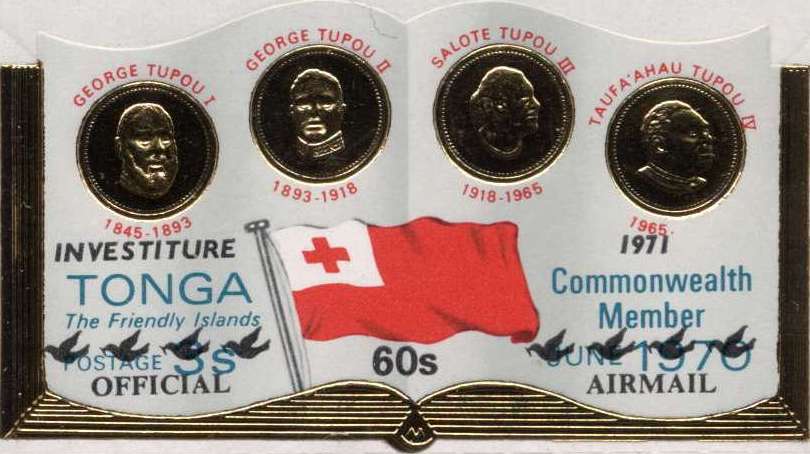 GEORGE TUPOU I
1845-1893
GEORGE TUPOU II
1893-1918
SALOTE TUPOU III
1918-1965
TAUFA'AHAU TUPOU IV
1965.
INVESTITURE
TONGA
The Friendly Islands
POSTAGE 3s
OFFICIAL
60s
1971
Commonwealth
Member
JUNE 1970
AIRMAIL